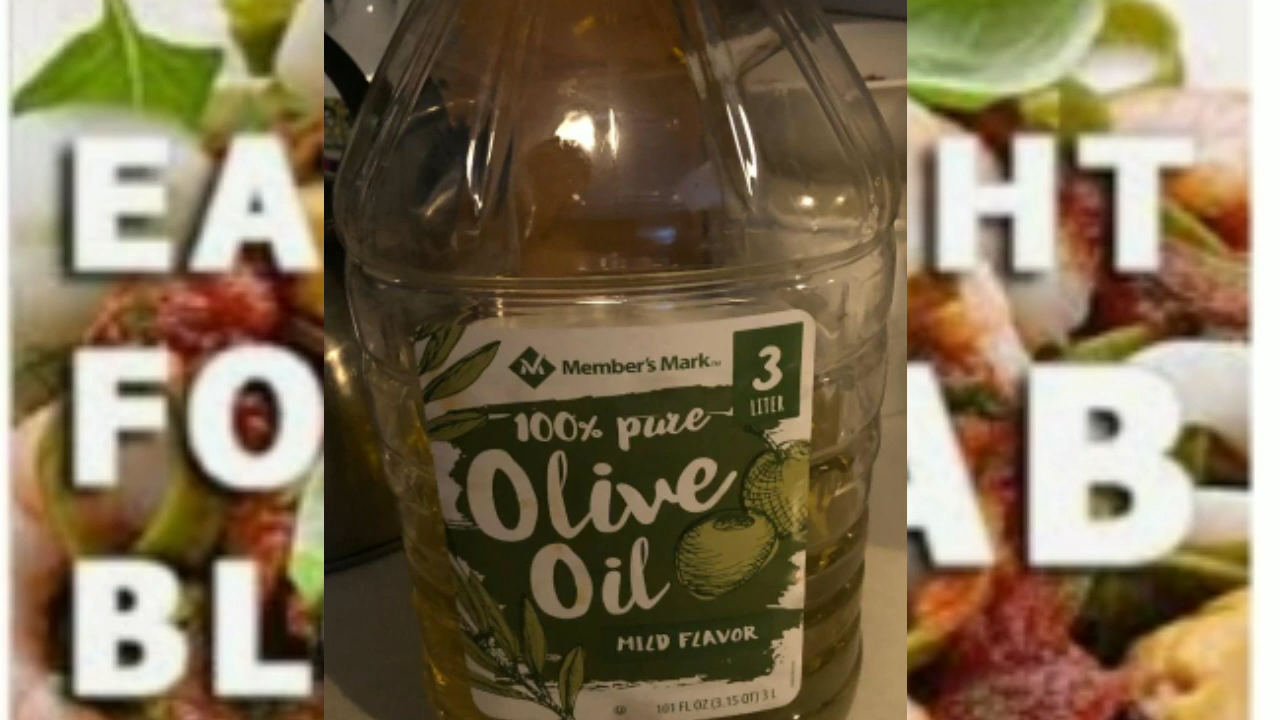 EA HT
FO AB
BL
Member's Mark™
3
LITER
100% pure
Olive
Oil
MILD FLAVOR
101 FL OZ (3.15 QT) 3 L